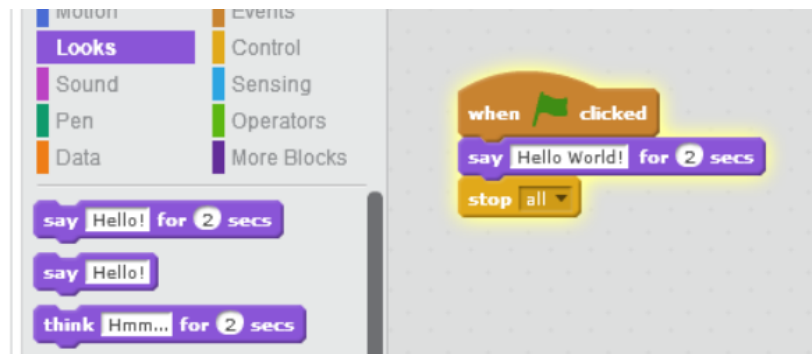 Motion
Events
Looks
Control
Sound
Sensing
Pen
Operators
Data
More Blocks
say Hello! for 2 secs
say Hello!
think Hmm... for 2 secs
when clicked
say Hello World! for 2 secs
stop all